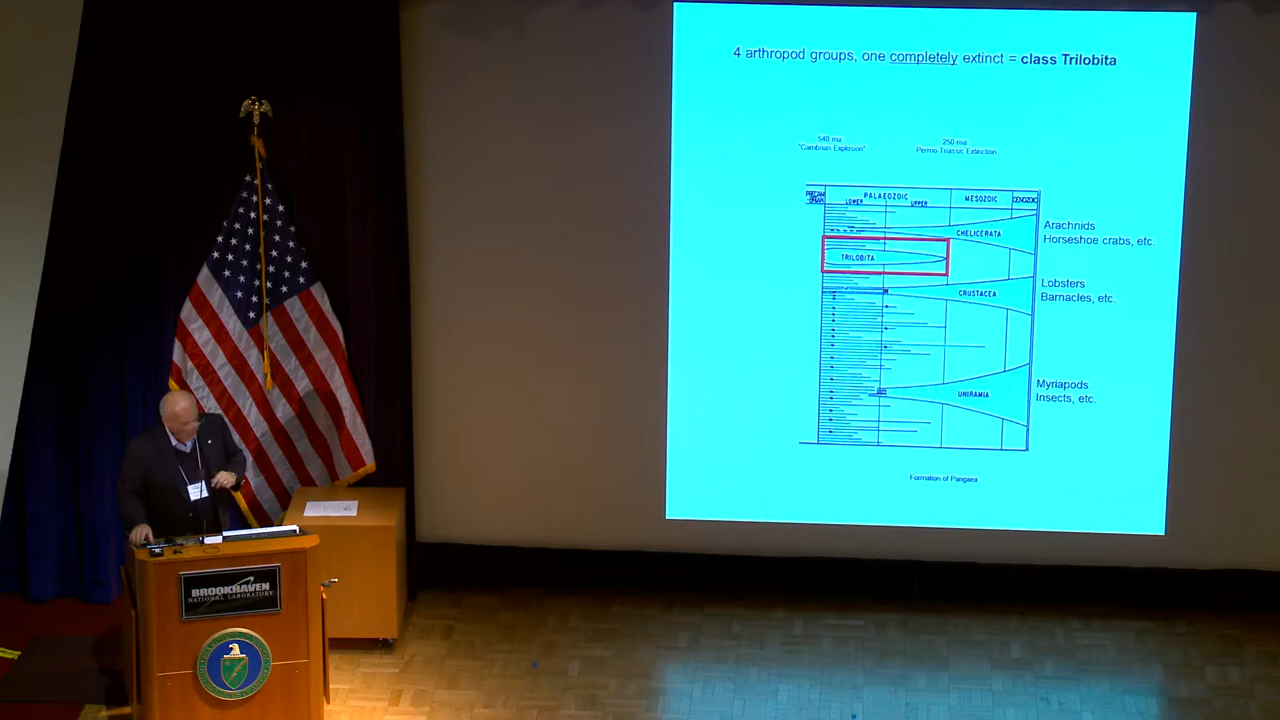 4 arthropod groups, one completely extinct = class Trilobita
540 ma
"Cambrian Explosion"
250 ma
Permo-Triassic Extinction
PALAEOZOIC
LOWER
UPPER
MESOZOIC
CENOZOIC
CHELICERATA
Arachnids
Horseshoe crabs, etc.
TRILOBITA
CRUSTACEA
Lobsters
Barnacles, etc.
UNIRAMIA
Myriapods
Insects, etc.
Formation of Pangaea
BROOKHAVEN
NATIONAL LABORATORY